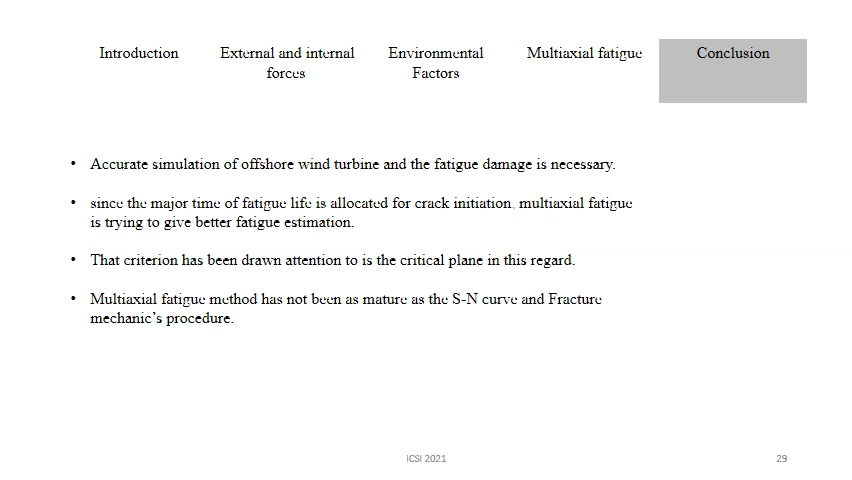 Introduction
External and internal
forces
Environmental
Factors
Multiaxial fatigue
Conclusion
• Accurate simulation of offshore wind turbine and the fatigue damage is necessary.
• since the major time of fatigue life is allocated for crack initiation, multiaxial fatigue
is trying to give better fatigue estimation.
• That criterion has been drawn attention to is the critical plane in this regard.
• Multiaxial fatigue method has not been as mature as the S-N curve and Fracture
mechanic’s procedure.
ICSI 2021
29